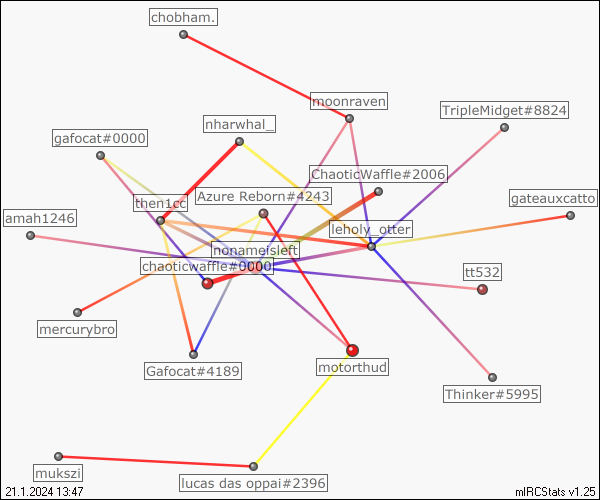 chobham.
moonraven
TripleMidget#8824
nharwhal_
gafocat#0000
ChaoticWaffle#2006
Azure Reborn#4243
gateauxcatto
then1cc
amah1246
leholy_otter
nonameisleft
chaoticwaffle#0000
tt532
mercurybro
Gafocat#4189
motorthud
Thinker#5995
mukszi
lucas das oppai#2396
21.1.2024 13:47
mIRCStats v1.25